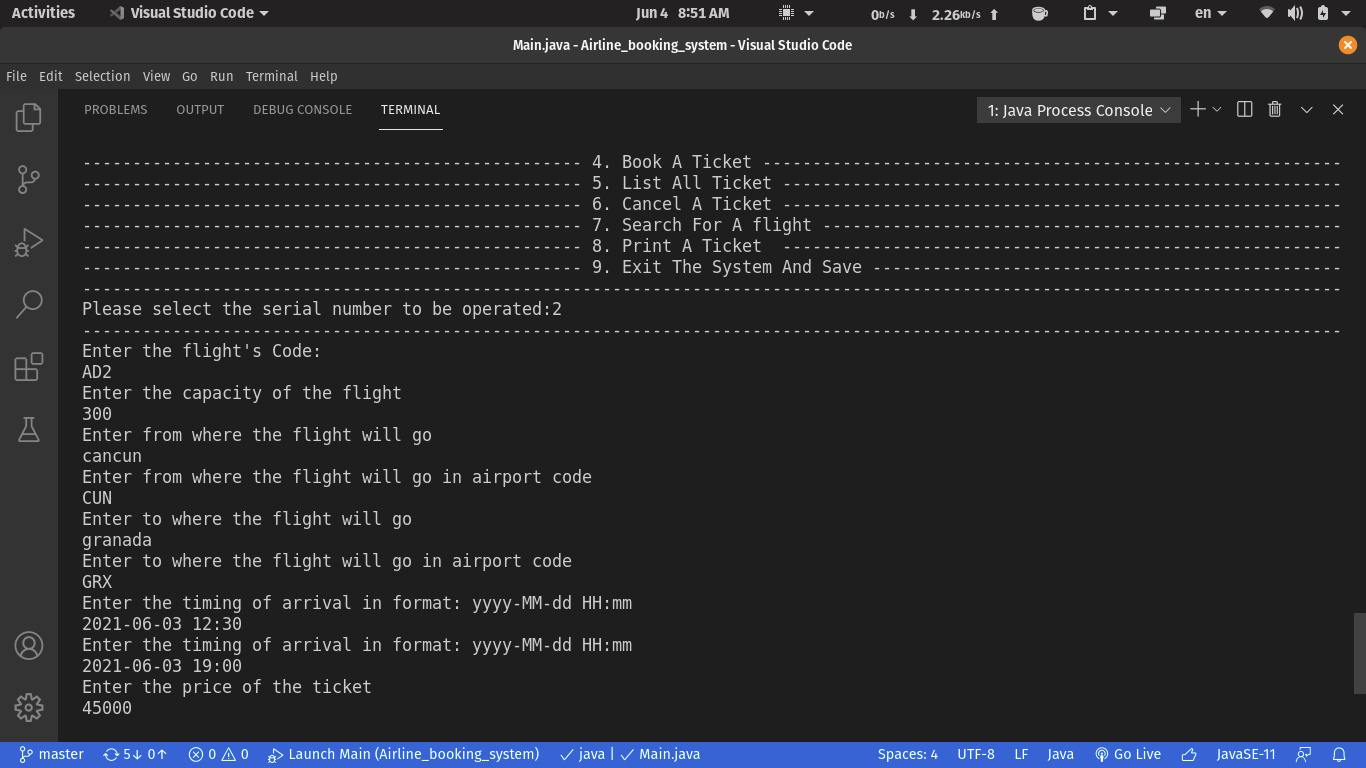 Activities Visual Studio Code Jun 4 8:51 AM 0b/s 2.26kb/s en
Main.java - Airline_booking_system - Visual Studio Code
File Edit Selection View Go Run Terminal Help
PROBLEMS OUTPUT DEBUG CONSOLE TERMINAL 1: Java Process Console
-------------------------------------------------- 4. Book A Ticket ----------------------------------------------------------
-------------------------------------------------- 5. List All Ticket --------------------------------------------------------
-------------------------------------------------- 6. Cancel A Ticket --------------------------------------------------------
-------------------------------------------------- 7. Search For A flight ----------------------------------------------------
-------------------------------------------------- 8. Print A Ticket  --------------------------------------------------------
-------------------------------------------------- 9. Exit The System And Save -----------------------------------------------
------------------------------------------------------------------------------------------------------------------------------
Please select the serial number to be operated:2
------------------------------------------------------------------------------------------------------------------------------
Enter the flight's Code:
AD2
Enter the capacity of the flight
300
Enter from where the flight will go
cancun
Enter from where the flight will go in airport code
CUN
Enter to where the flight will go
granada
Enter to where the flight will go in airport code
GRX
Enter the timing of arrival in format: yyyy-MM-dd HH:mm
2021-06-03 12:30
Enter the timing of arrival in format: yyyy-MM-dd HH:mm
2021-06-03 19:00
Enter the price of the ticket
45000
master 5↓ 0↑ 0 0 Launch Main (Airline_booking_system) ✓ java | ✓ Main.java Spaces: 4 UTF-8 LF Java Go Live JavaSE-11